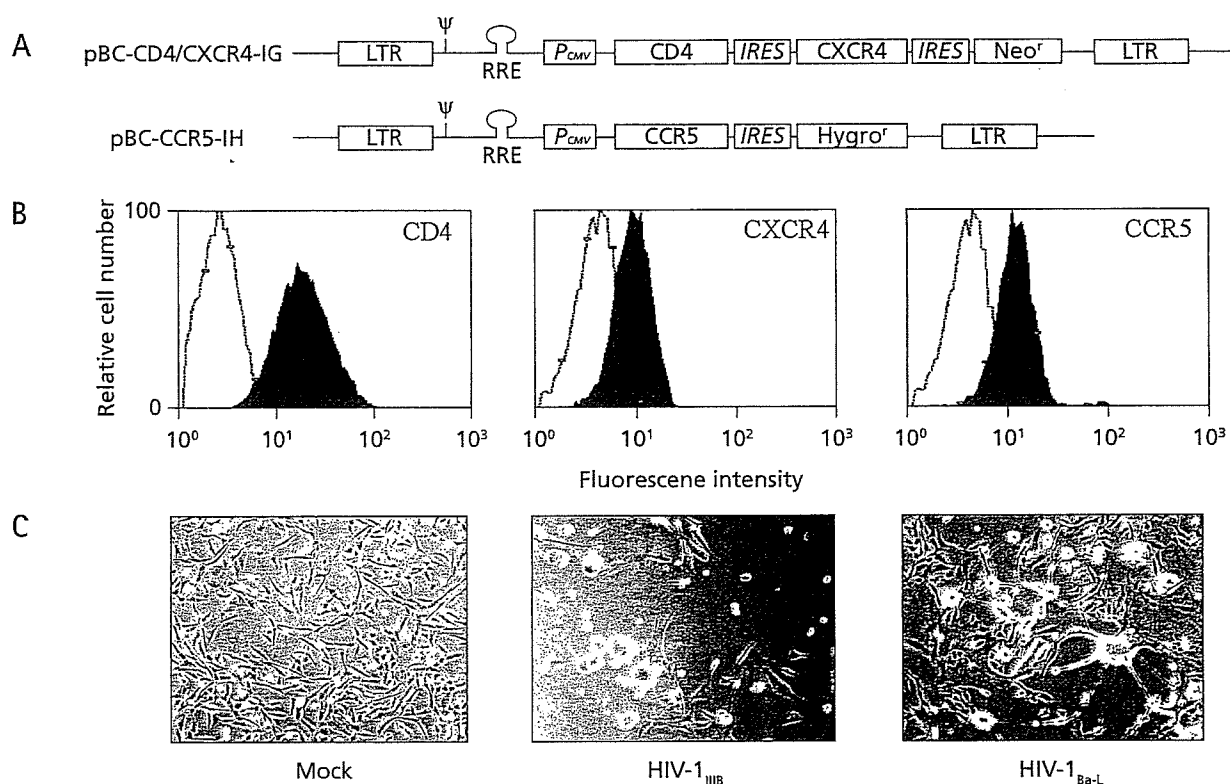 A
pBC-CD4/CXCR4-IG
LTR
Ψ
RRE
PCMV
CD4
IRES
CXCR4
IRES
Neoʳ
LTR
pBC-CCR5-IH
LTR
Ψ
RRE
PCMV
CCR5
IRES
Hygroʳ
LTR
B
Relative cell number
100
0
CD4
CXCR4
CCR5
10⁰ 10¹ 10² 10³
10⁰ 10¹ 10² 10³
10⁰ 10¹ 10² 10³
Fluorescene intensity
C
Mock
HIV-1IIIB
HIV-1Ba-L